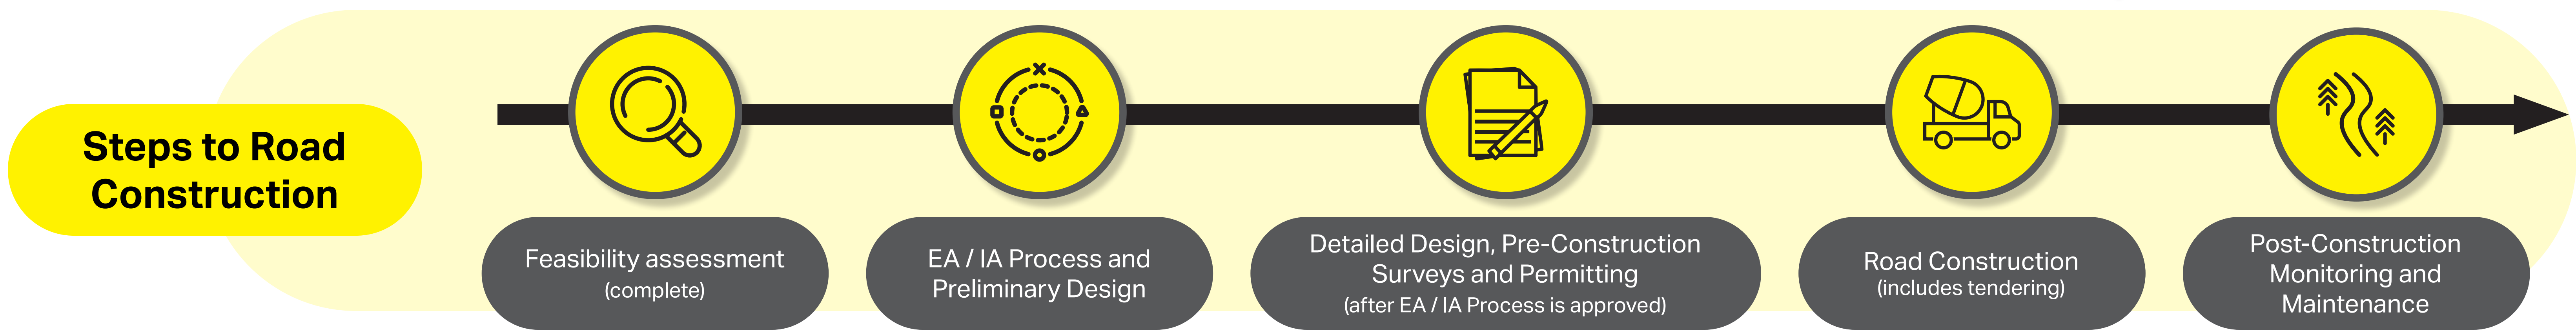 Steps to Road
Construction
Feasibility assessment
(complete)
EA / IA Process and
Preliminary Design
Detailed Design, Pre-Construction
Surveys and Permitting
(after EA / IA Process is approved)
Road Construction
(includes tendering)
Post-Construction
Monitoring and
Maintenance